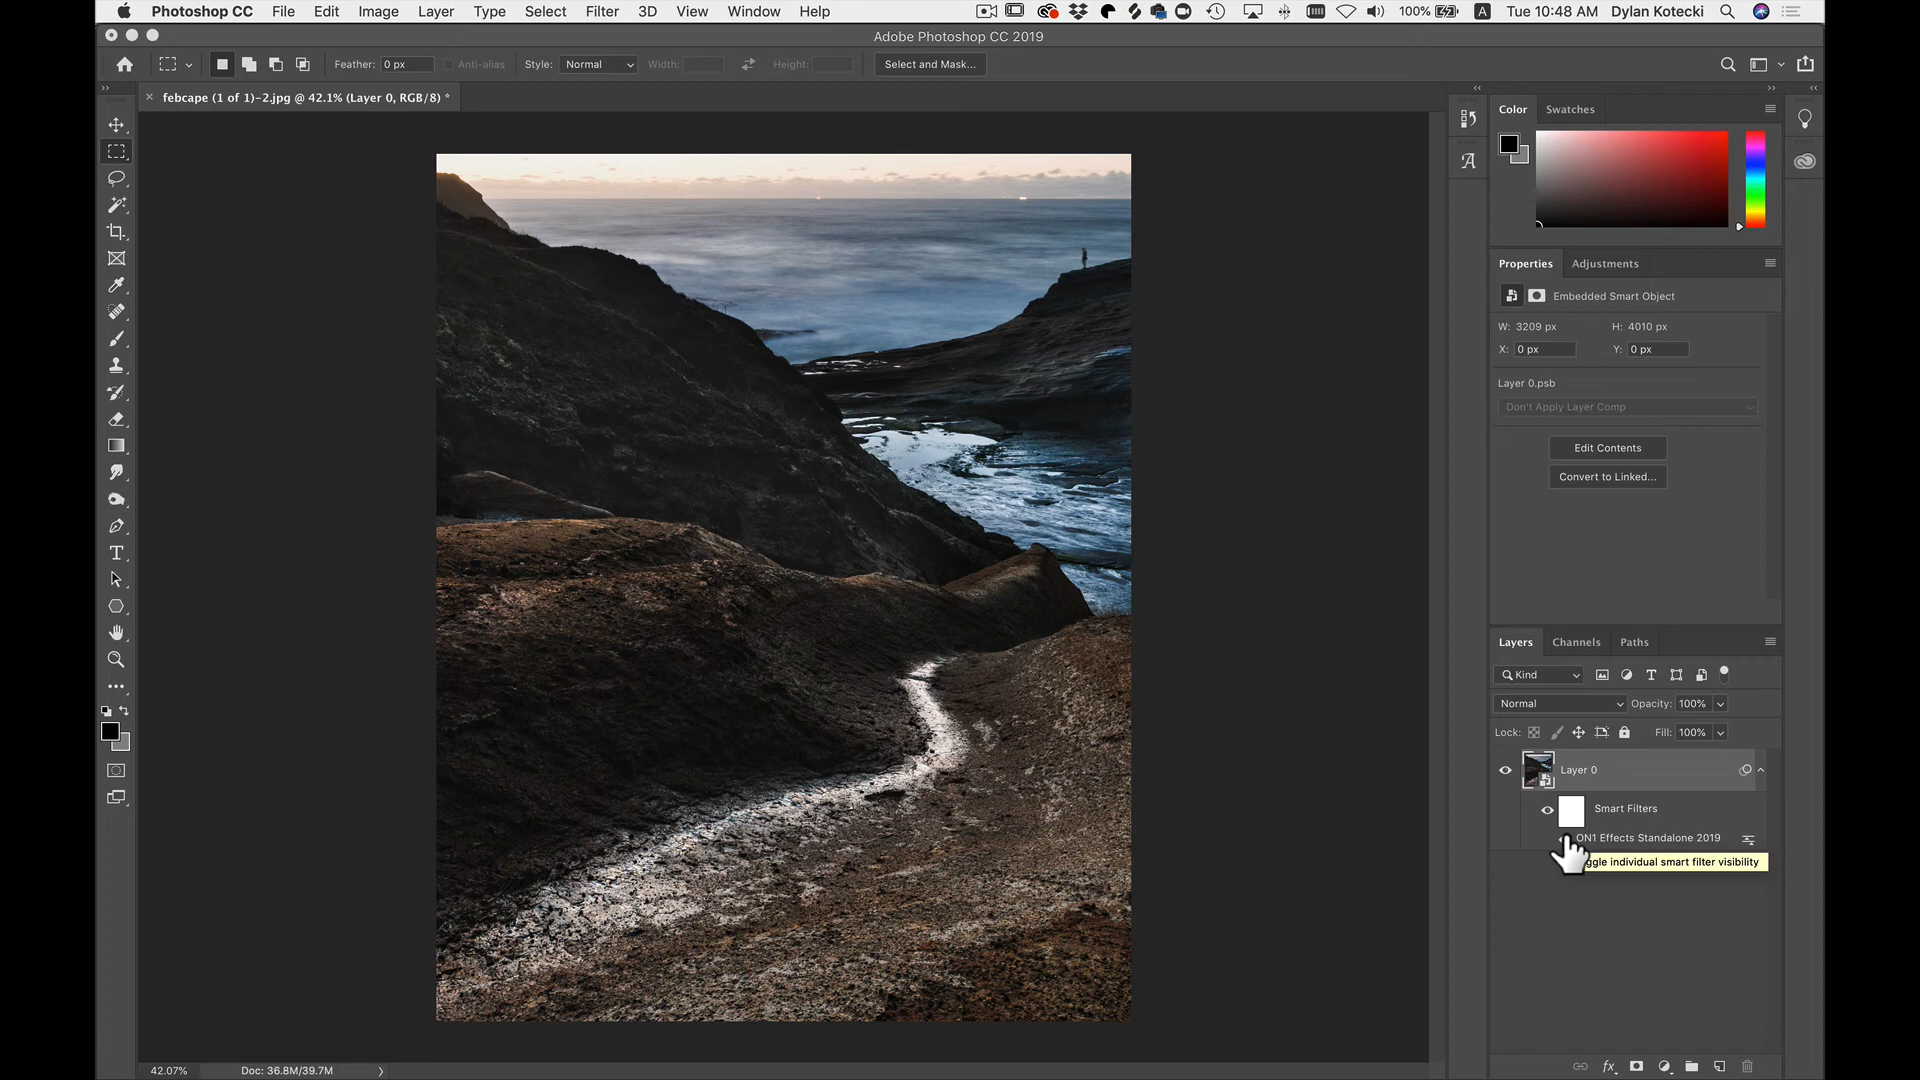 Photoshop CC File Edit Image Layer Type Select Filter 3D View Window Help 100% A Tue 10:48 AM Dylan Kotecki
Adobe Photoshop CC 2019
Feather: 0 px Anti-alias Style: Normal Width: Height: Select and Mask...
febcape (1 of 1)-2.jpg @ 42.1% (Layer 0, RGB/8) *
Color Swatches
Properties Adjustments
Embedded Smart Object
W: 3209 px H: 4010 px
X: 0 px Y: 0 px
Layer 0.psb
Don't Apply Layer Comp
Edit Contents
Convert to Linked...
Layers Channels Paths
Kind
Normal Opacity: 100%
Lock: Fill: 100%
Layer 0
Smart Filters
ON1 Effects Standalone 2019
ggle individual smart filter visibility
42.07% Doc: 36.8M/39.7M